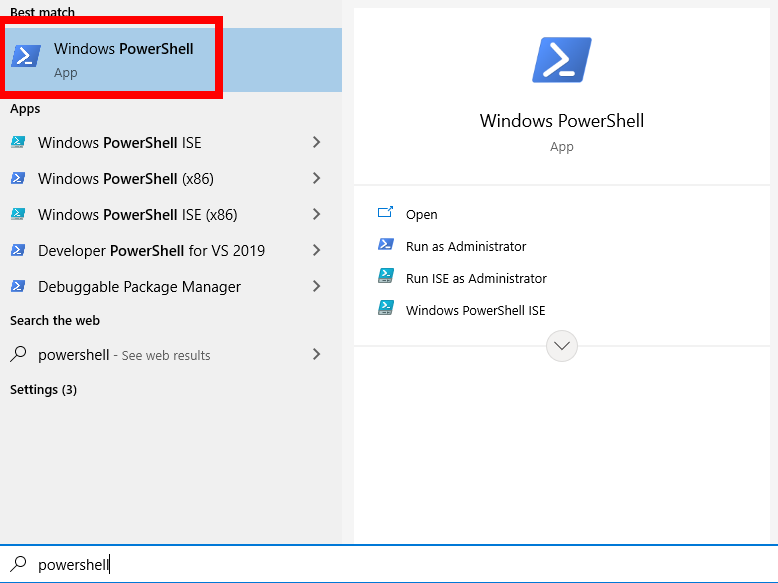 Best match
Windows PowerShell
App
Apps
Windows PowerShell ISE
Windows PowerShell (x86)
Windows PowerShell ISE (x86)
Developer PowerShell for VS 2019
Debuggable Package Manager
Search the web
powershell - See web results
Settings (3)
Windows PowerShell
App
Open
Run as Administrator
Run ISE as Administrator
Windows PowerShell ISE
powershell